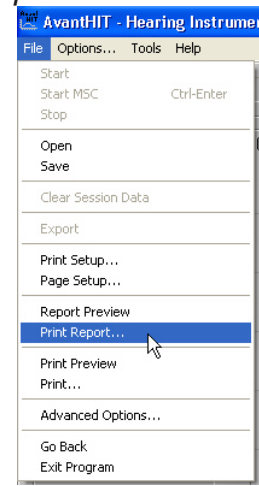 AvantHIT - Hearing Instrume
File Options... Tools Help
Start
Start MSC Ctrl-Enter
Stop
Open
Save
Clear Session Data
Export
Print Setup...
Page Setup...
Report Preview
Print Report...
Print Preview
Print...
Advanced Options...
Go Back
Exit Program